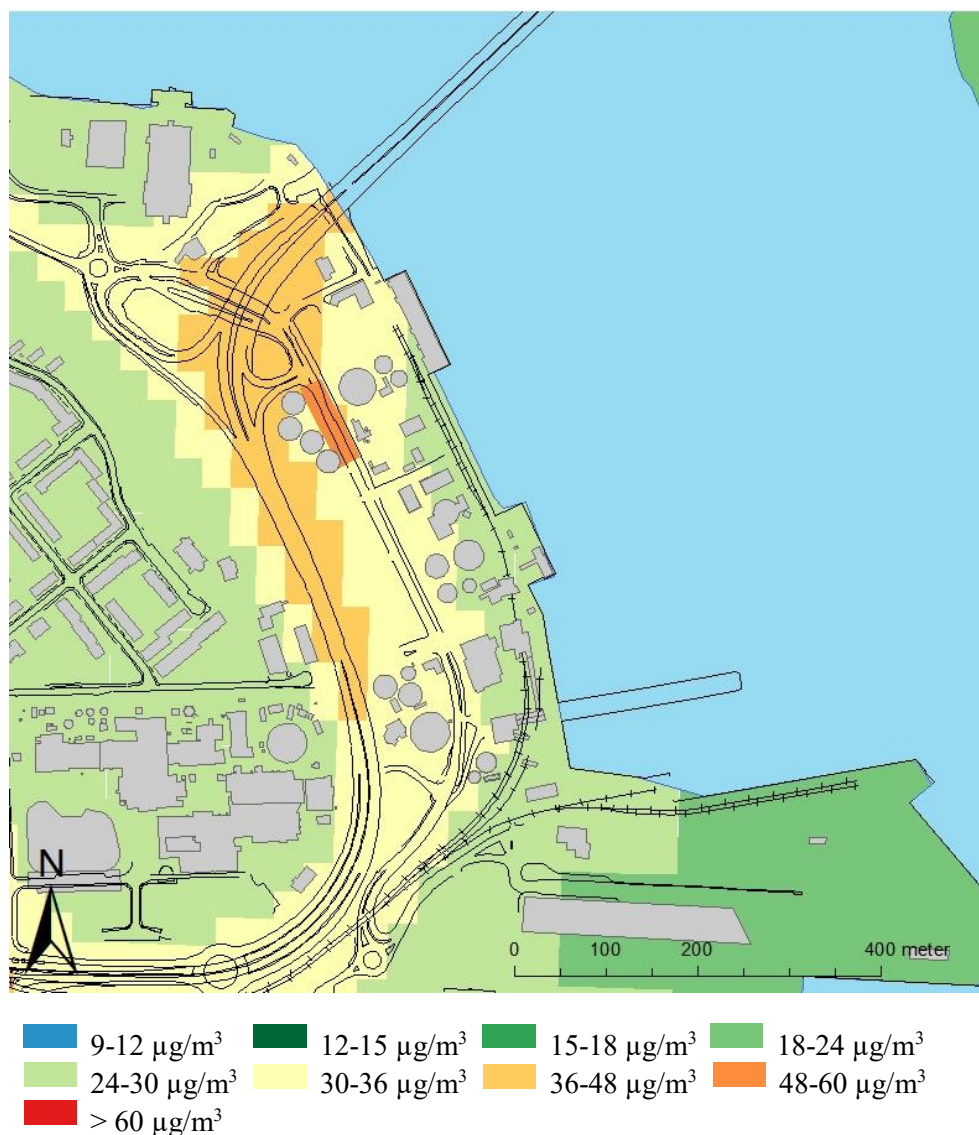 N
0 100 200 400 meter
9-12 µg/m³ 12-15 µg/m³ 15-18 µg/m³ 18-24 µg/m³
24-30 µg/m³ 30-36 µg/m³ 36-48 µg/m³ 48-60 µg/m³
> 60 µg/m³